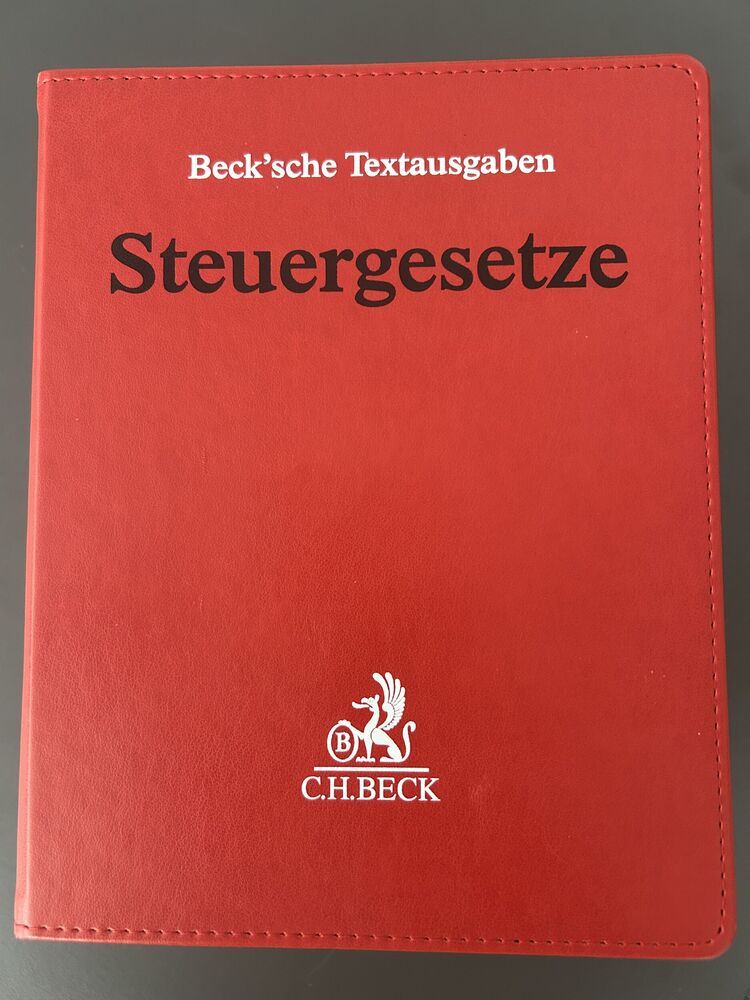 Beck’sche Textausgaben
Steuergesetze
B
C.H.BECK